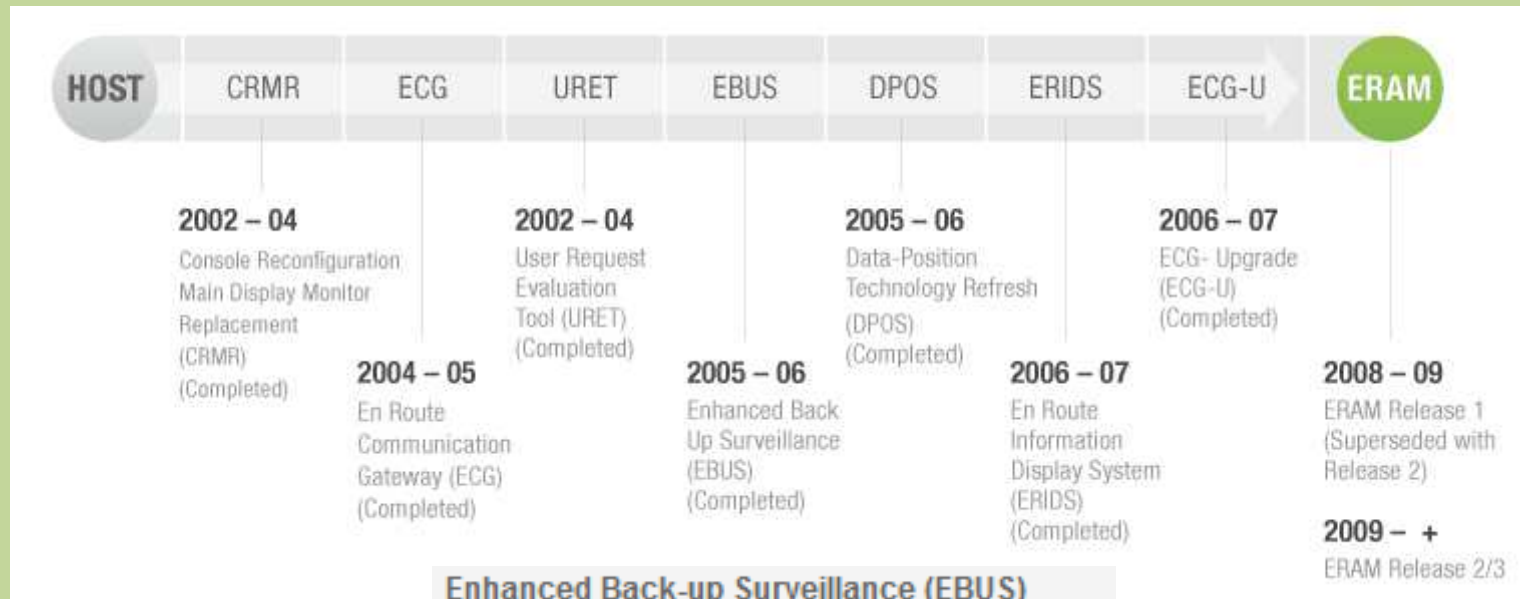 HOST CRMR ECG URET EBUS DPOS ERIDS ECG-U ERAM
2002 – 04
Console Reconfiguration
Main Display Monitor
Replacement
(CRMR)
(Completed)
2004 – 05
En Route
Communication
Gateway (ECG)
(Completed)
2002 – 04
User Request
Evaluation
Tool (URET)
(Completed)
2005 – 06
Enhanced Back
Up Surveillance
(EBUS)
(Completed)
2005 – 06
Data-Position
Technology Refresh
(DPOS)
(Completed)
2006 – 07
En Route
Information
Display System
(ERIDS)
(Completed)
2006 – 07
ECG- Upgrade
(ECG-U)
(Completed)
2008 – 09
ERAM Release 1
(Superseded with
Release 2)
2009 – +
ERAM Release 2/3
Enhanced Back-up Surveillance (EBUS)